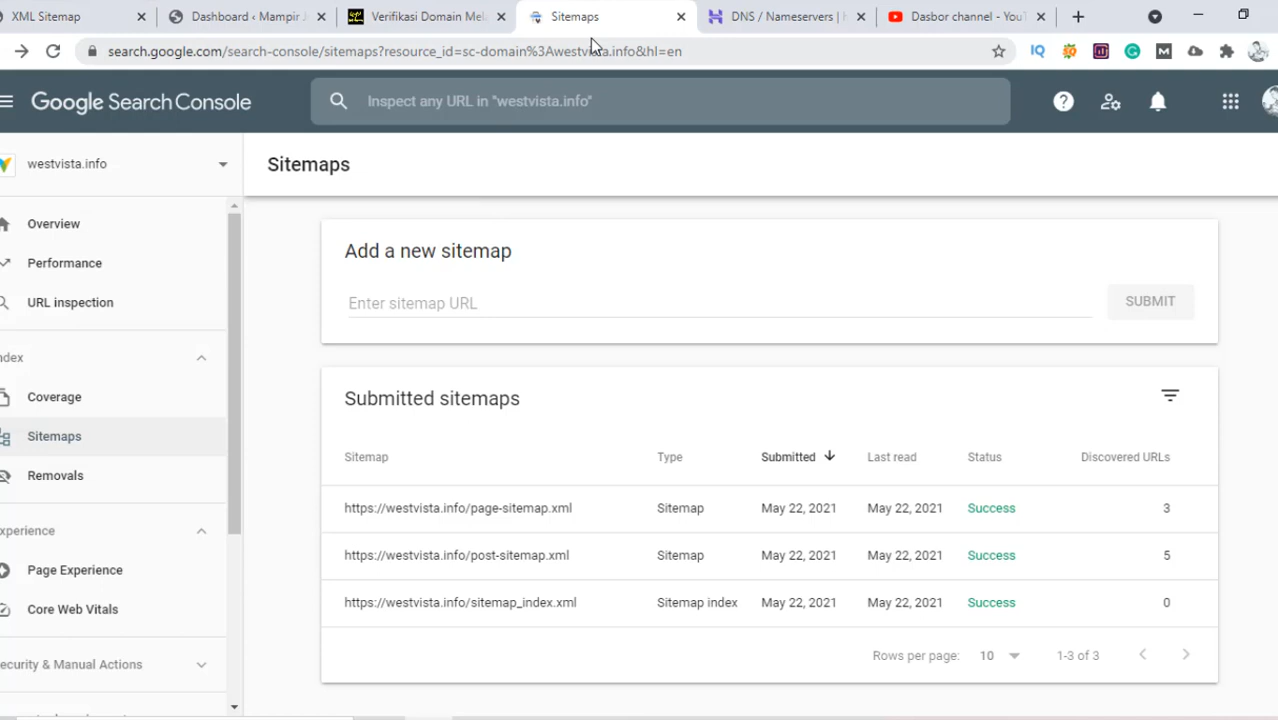 XML Sitemap
Dashboard ‹ Mampir J
Verifikasi Domain Mela
Sitemaps
DNS / Nameservers | h
Dasbor channel - YouT
search.google.com/search-console/sitemaps?resource_id=sc-domain%3Awestvista.info&hl=en
Google Search Console
Inspect any URL in "westvista.info"
westvista.info
Sitemaps
Overview
Performance
URL inspection
ndex
Coverage
Sitemaps
Removals
xperience
Page Experience
Core Web Vitals
ecurity & Manual Actions
Add a new sitemap
Enter sitemap URL
SUBMIT
Submitted sitemaps
Sitemap Type Submitted Last read Status Discovered URLs
https://westvista.info/page-sitemap.xml Sitemap May 22, 2021 May 22, 2021 Success 3
https://westvista.info/post-sitemap.xml Sitemap May 22, 2021 May 22, 2021 Success 5
https://westvista.info/sitemap_index.xml Sitemap index May 22, 2021 May 22, 2021 Success 0
Rows per page: 10 1-3 of 3